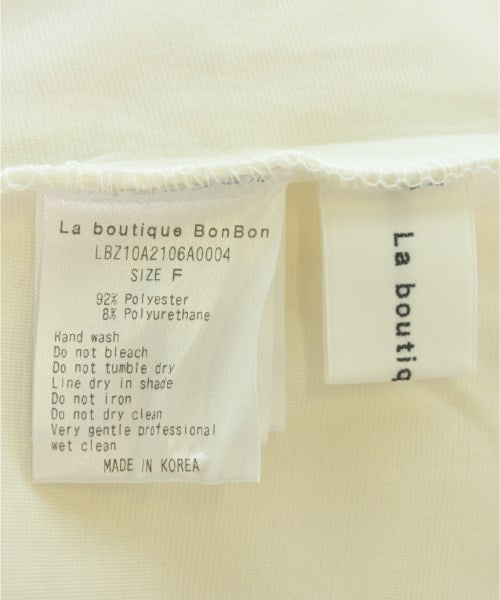 La boutique BonBon
LBZ10A2106A0004
SIZE F
92% Polyester
8% Polyurethane
Hand wash
Do not bleach
Do not tumble dry
Line dry in shade
Do not iron
Do not dry clean
Very gentle professional
wet clean
MADE IN KOREA
La boutiq